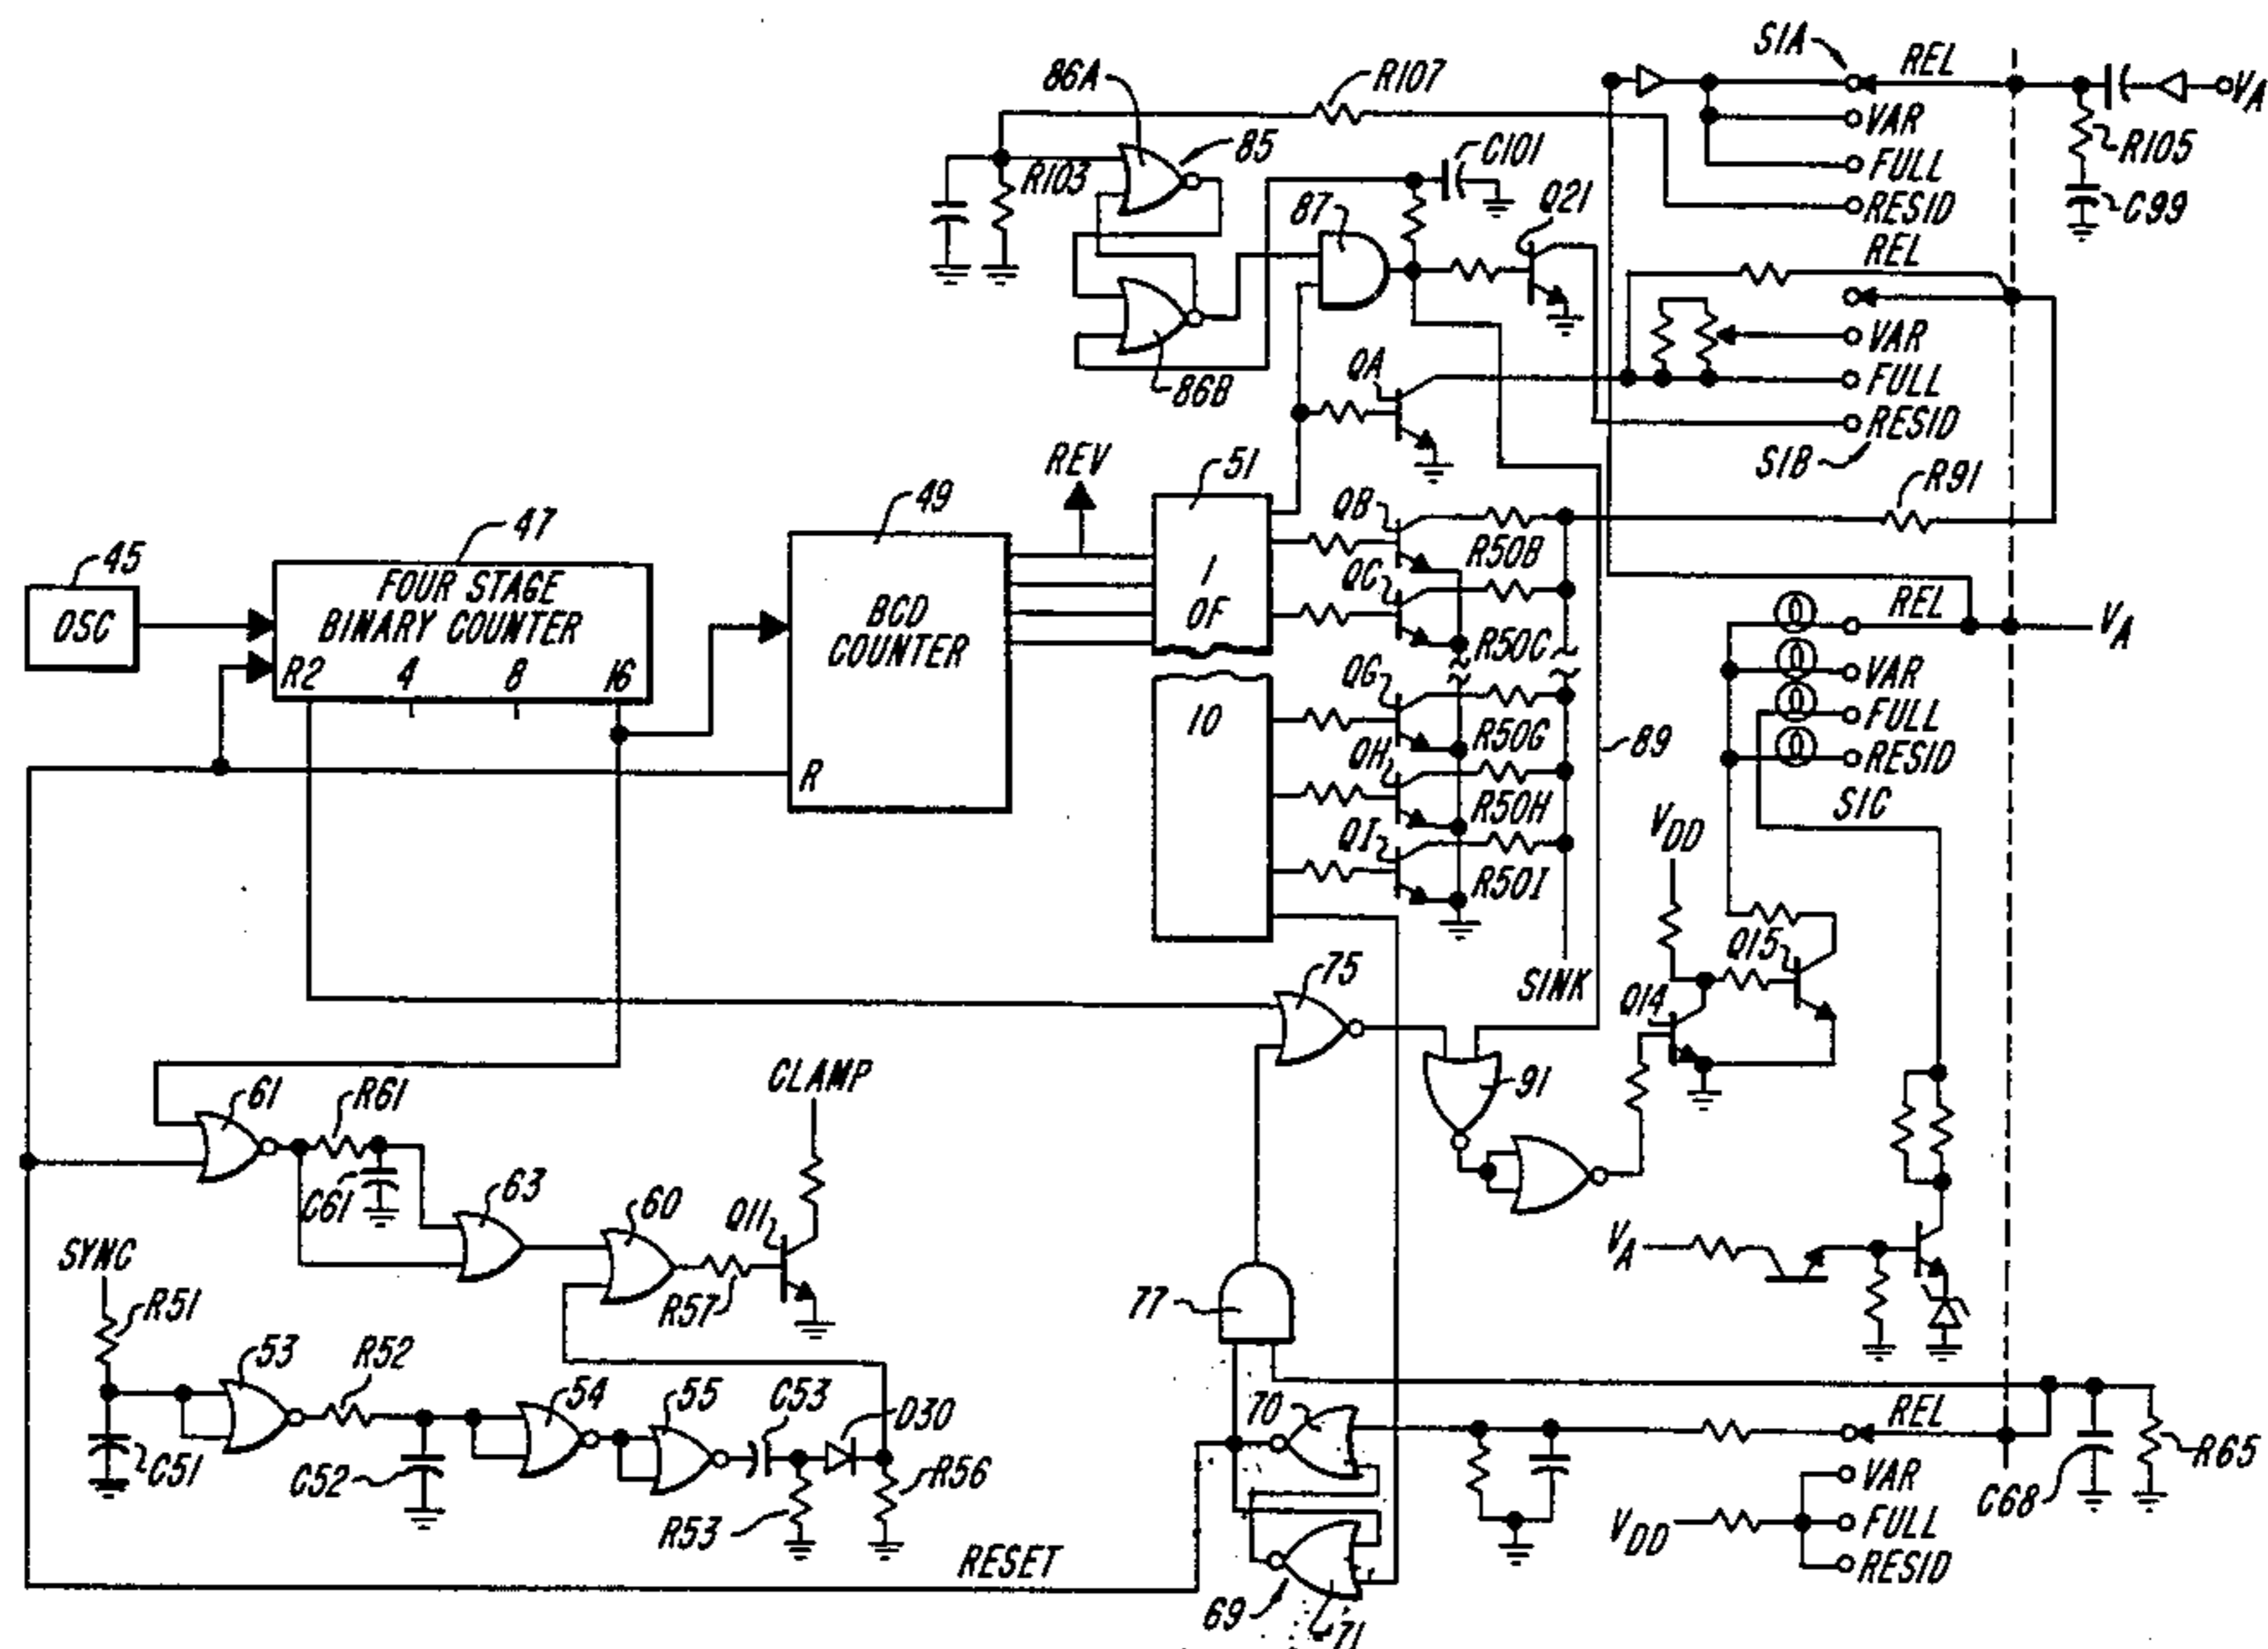 S1A
REL
VA
VAR
FULL
RESID
R105
C99
86A
R107
85
R103
C101
87
Q21
86B
REL
VAR
FULL
RESID
S1B
R91
QA
REV
51
49
47
45
OSC
FOUR STAGE
BINARY COUNTER
R2 4 8 16
BCD
COUNTER
R
1
OF
10
QB
R50B
QC
R50C
QG
R50G
QH
R50H
QI
R50I
89
SINK
REL
VA
VAR
FULL
RESID
S1C
VDD
Q15
Q14
75
91
CLAMP
61
R61
C61
63
60
Q11
R57
SYNC
R51
53
R52
54
55
C53
D30
C51
C52
R53
R56
77
VA
70
REL
VAR
FULL
RESID
VDD
C68
R65
RESET
69
71